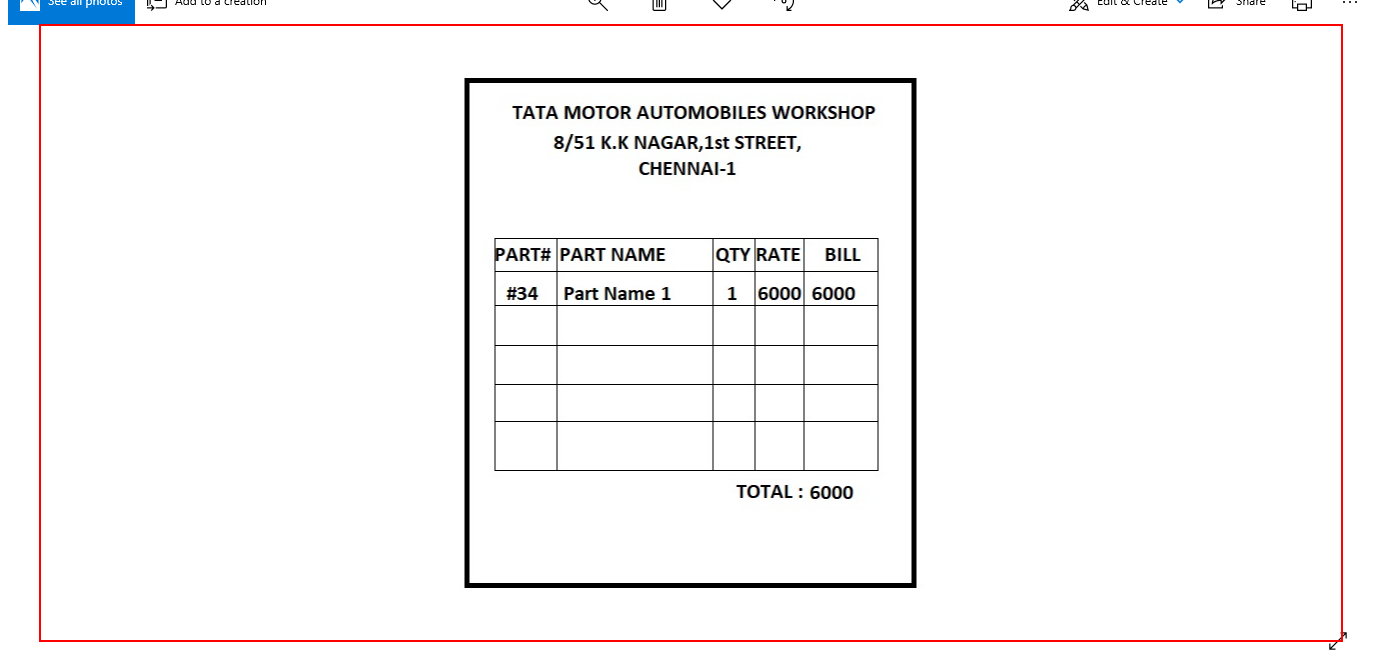 See all photos
Add to a creation
Edit & Create
Share
TATA MOTOR AUTOMOBILES WORKSHOP
8/51 K.K NAGAR,1st STREET,
CHENNAI-1
PART# PART NAME QTY RATE BILL
#34 Part Name 1 1 6000 6000
TOTAL : 6000